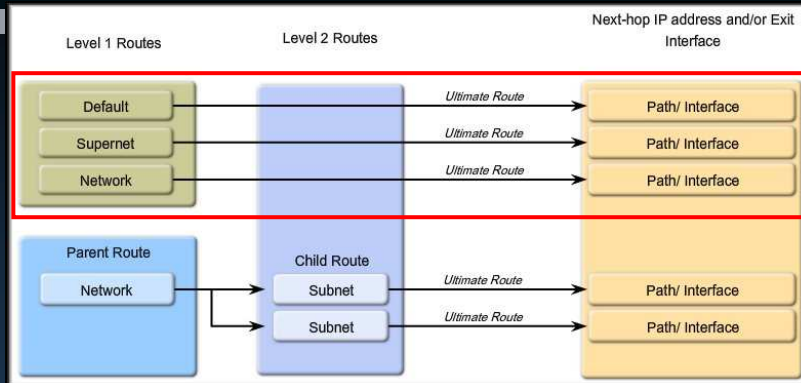 Level 1 Routes
Level 2 Routes
Next-hop IP address and/or Exit
Interface
Default
Ultimate Route
Path/ Interface
Supernet
Ultimate Route
Path/ Interface
Network
Ultimate Route
Path/ Interface
Parent Route
Child Route
Network
Subnet
Ultimate Route
Path/ Interface
Subnet
Ultimate Route
Path/ Interface